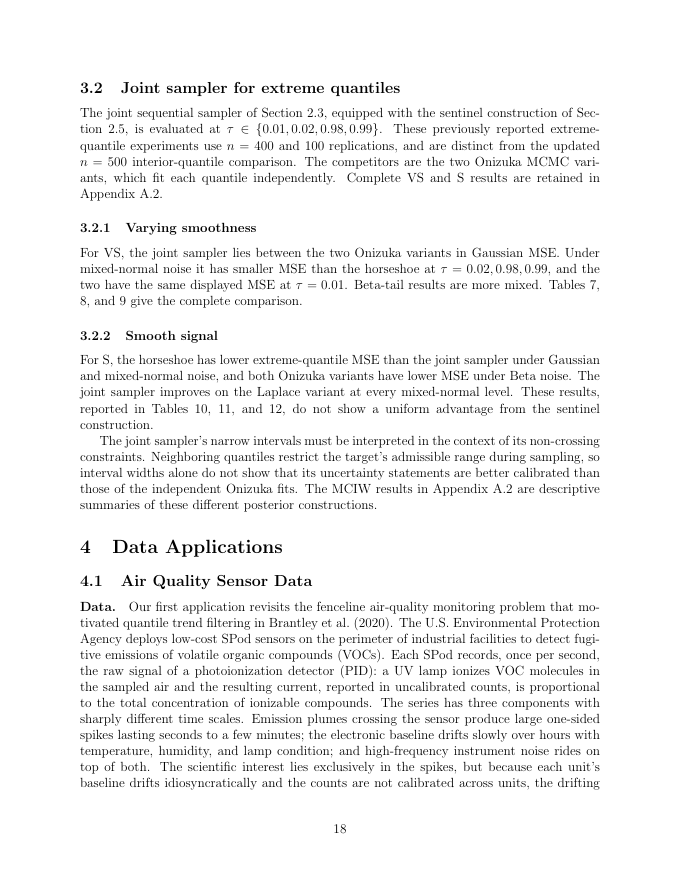 3.2 Joint sampler for extreme quantiles
The joint sequential sampler of Section 2.3, equipped with the sentinel construction of Sec-
tion 2.5, is evaluated at τ ∈ {0.01, 0.02, 0.98, 0.99}. These previously reported extreme-
quantile experiments use n = 400 and 100 replications, and are distinct from the updated
n = 500 interior-quantile comparison. The competitors are the two Onizuka MCMC vari-
ants, which fit each quantile independently. Complete VS and S results are retained in
Appendix A.2.
3.2.1 Varying smoothness
For VS, the joint sampler lies between the two Onizuka variants in Gaussian MSE. Under
mixed-normal noise it has smaller MSE than the horseshoe at τ = 0.02, 0.98, 0.99, and the
two have the same displayed MSE at τ = 0.01. Beta-tail results are more mixed. Tables 7,
8, and 9 give the complete comparison.
3.2.2 Smooth signal
For S, the horseshoe has lower extreme-quantile MSE than the joint sampler under Gaussian
and mixed-normal noise, and both Onizuka variants have lower MSE under Beta noise. The
joint sampler improves on the Laplace variant at every mixed-normal level. These results,
reported in Tables 10, 11, and 12, do not show a uniform advantage from the sentinel
construction.
The joint sampler's narrow intervals must be interpreted in the context of its non-crossing
constraints. Neighboring quantiles restrict the target's admissible range during sampling, so
interval widths alone do not show that its uncertainty statements are better calibrated than
those of the independent Onizuka fits. The MCIW results in Appendix A.2 are descriptive
summaries of these different posterior constructions.
4 Data Applications
4.1 Air Quality Sensor Data
Data. Our first application revisits the fenceline air-quality monitoring problem that mo-
tivated quantile trend filtering in Brantley et al. (2020). The U.S. Environmental Protection
Agency deploys low-cost SPod sensors on the perimeter of industrial facilities to detect fugi-
tive emissions of volatile organic compounds (VOCs). Each SPod records, once per second,
the raw signal of a photoionization detector (PID): a UV lamp ionizes VOC molecules in
the sampled air and the resulting current, reported in uncalibrated counts, is proportional
to the total concentration of ionizable compounds. The series has three components with
sharply different time scales. Emission plumes crossing the sensor produce large one-sided
spikes lasting seconds to a few minutes; the electronic baseline drifts slowly over hours with
temperature, humidity, and lamp condition; and high-frequency instrument noise rides on
top of both. The scientific interest lies exclusively in the spikes, but because each unit's
baseline drifts idiosyncratically and the counts are not calibrated across units, the drifting
18